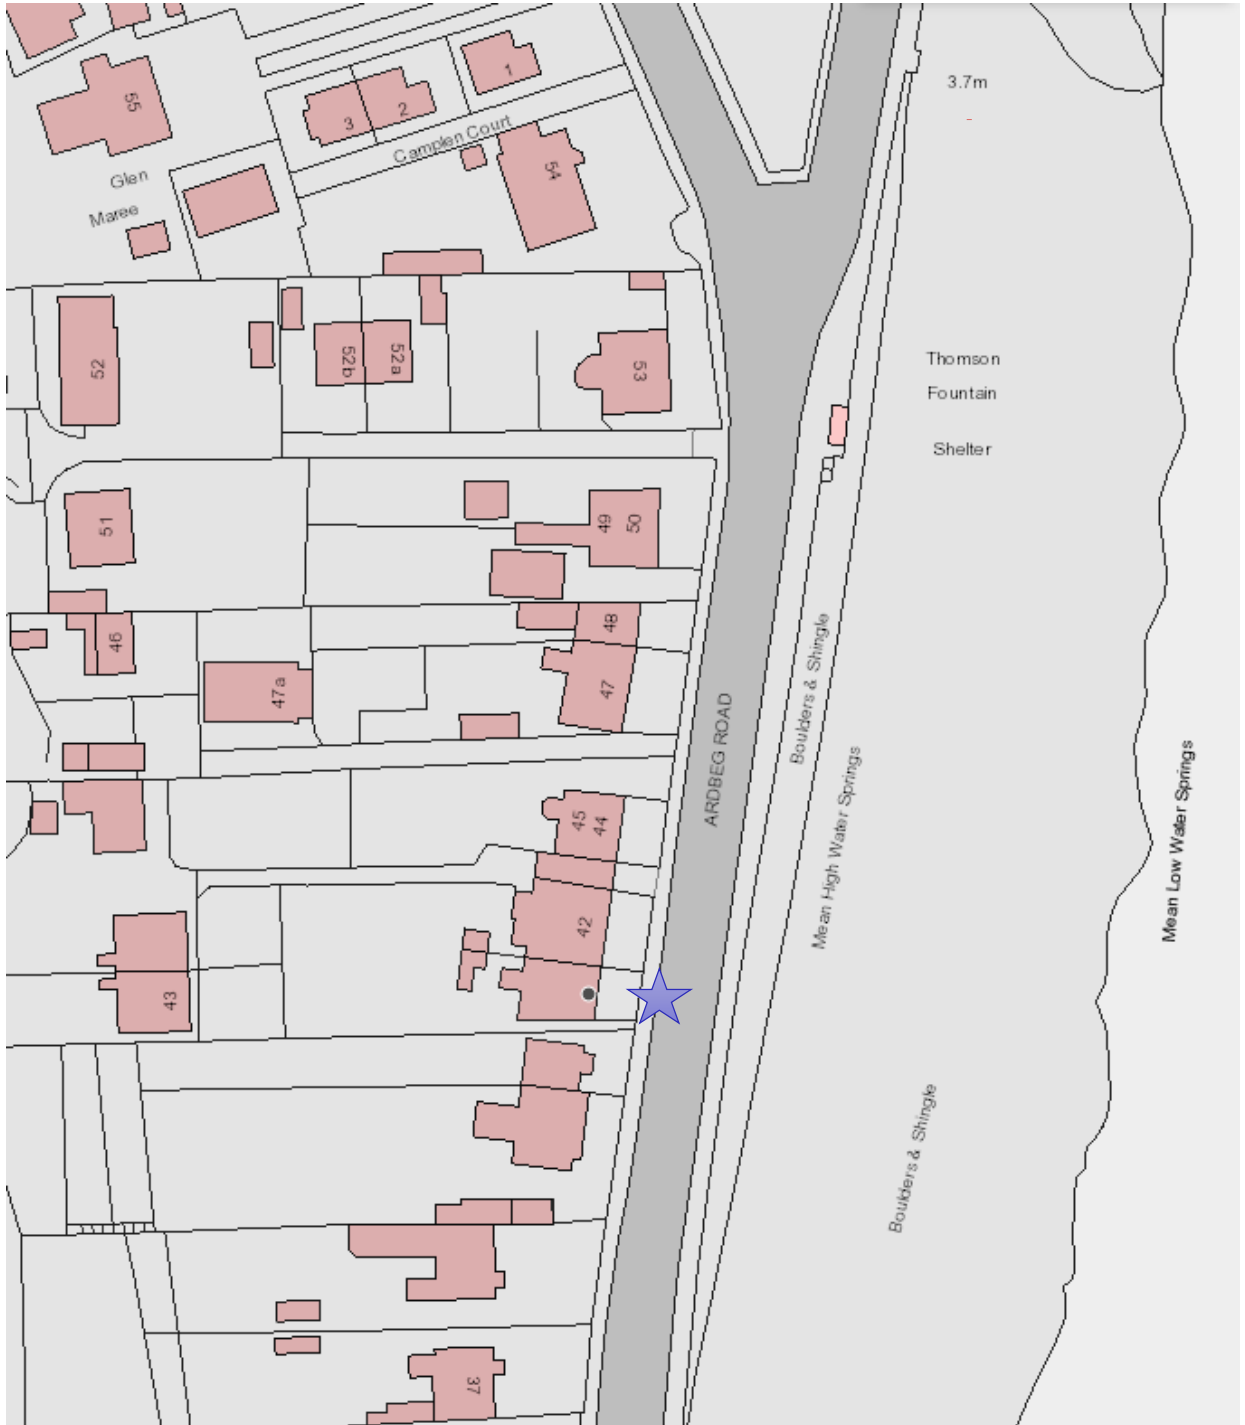 1
3.7m
55
2
3
Camplen Court
54
Glen
Maree
52
52b
52a
53
Thomson
Fountain
Shelter
51
49
50
46
48
47a
47
Boulders & Shingle
ARDBEG ROAD
Mean High Water Springs
Mean Low Water Springs
45
44
42
43
Boulders & Shingle
37